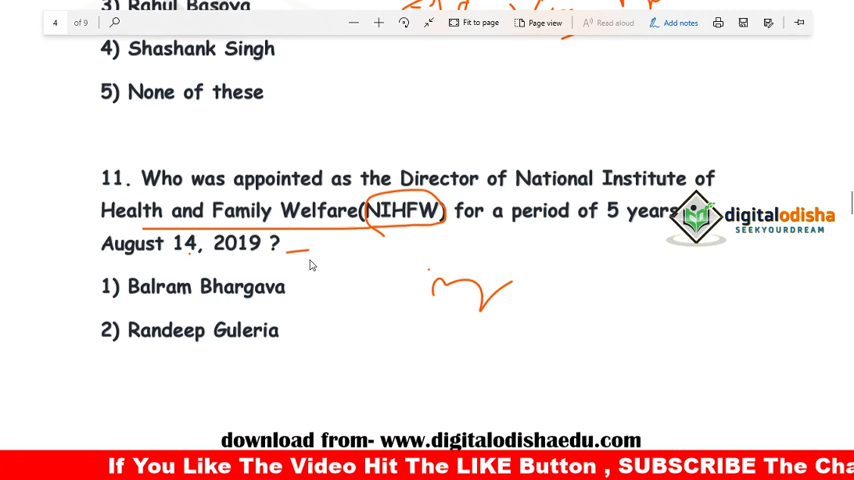 3) Rahul Basoya
4 of 9 Fit to page Page view Read aloud Add notes
4) Shashank Singh
5) None of these
11. Who was appointed as the Director of National Institute of
Health and Family Welfare(NIHFW) for a period of 5 years
August 14, 2019 ?
digitalodisha
SEEKYOURDREAM
1) Balram Bhargava
2) Randeep Guleria
download from- www.digitalodishaedu.com
If You Like The Video Hit The LIKE Button , SUBSCRIBE The Cha